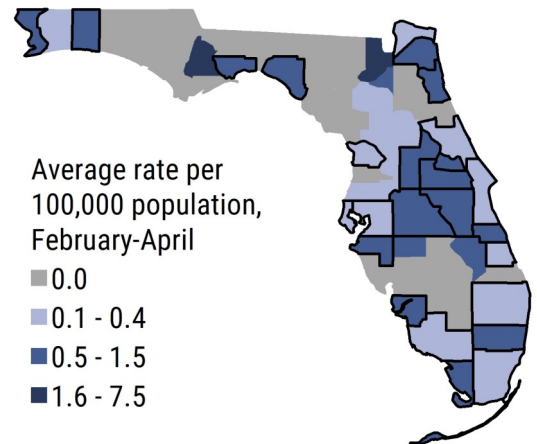 Average rate per
100,000 population,
February-April
0.0
0.1 - 0.4
0.5 - 1.5
1.6 - 7.5